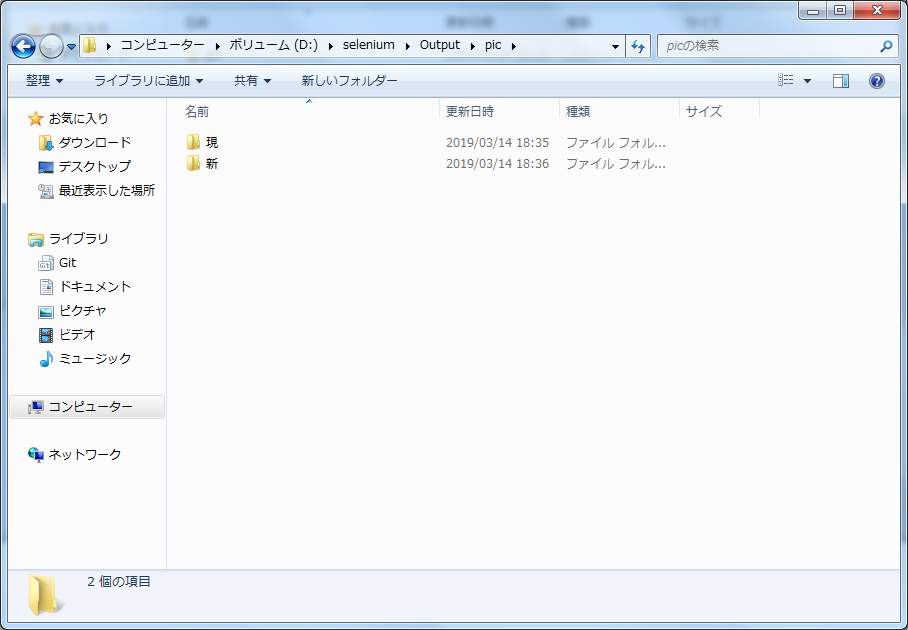 コンピューター ボリューム (D:) selenium Output pic
picの検索
整理 ライブラリに追加 共有 新しいフォルダー
お気に入り
ダウンロード
デスクトップ
最近表示した場所
ライブラリ
Git
ドキュメント
ピクチャ
ビデオ
ミュージック
コンピューター
ネットワーク
名前 更新日時 種類 サイズ
現 2019/03/14 18:35 ファイル フォル...
新 2019/03/14 18:36 ファイル フォル...
2 個の項目